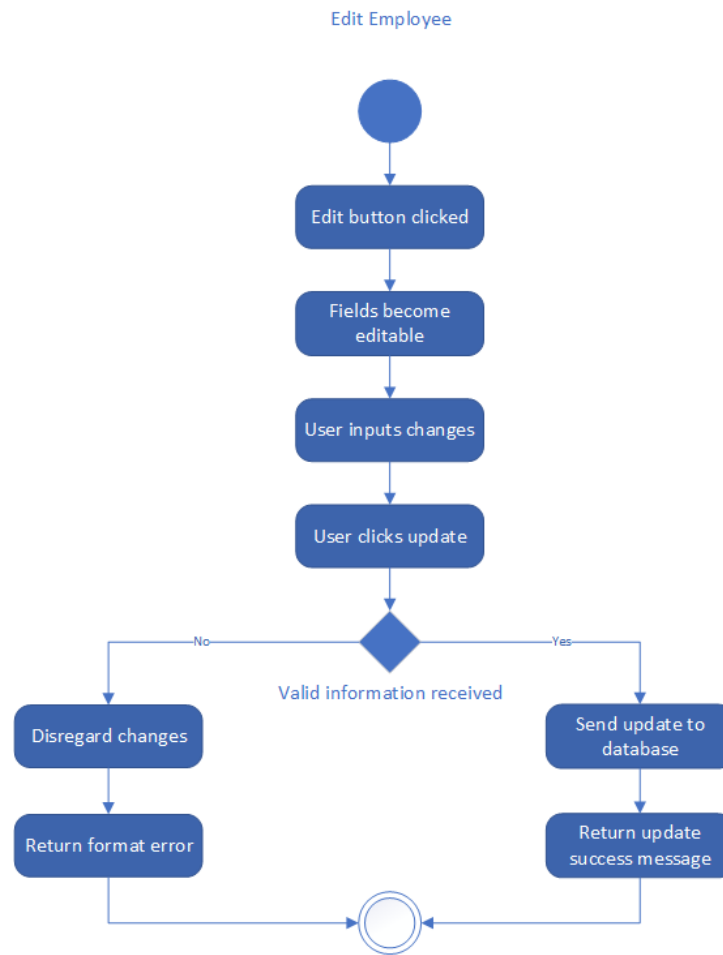 Edit Employee
Edit button clicked
Fields become
editable
User inputs changes
User clicks update
No
Yes
Valid information received
Disregard changes
Send update to
database
Return format error
Return update
success message